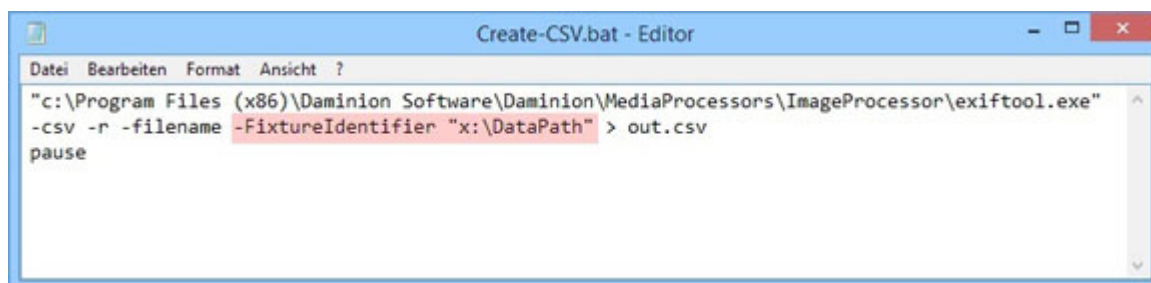 Create-CSV.bat - Editor
Datei Bearbeiten Format Ansicht ?
"c:\Program Files (x86)\Daminion Software\Daminion\MediaProcessors\ImageProcessor\exiftool.exe"
-csv -r -filename -FixtureIdentifier "x:\DataPath" > out.csv
pause